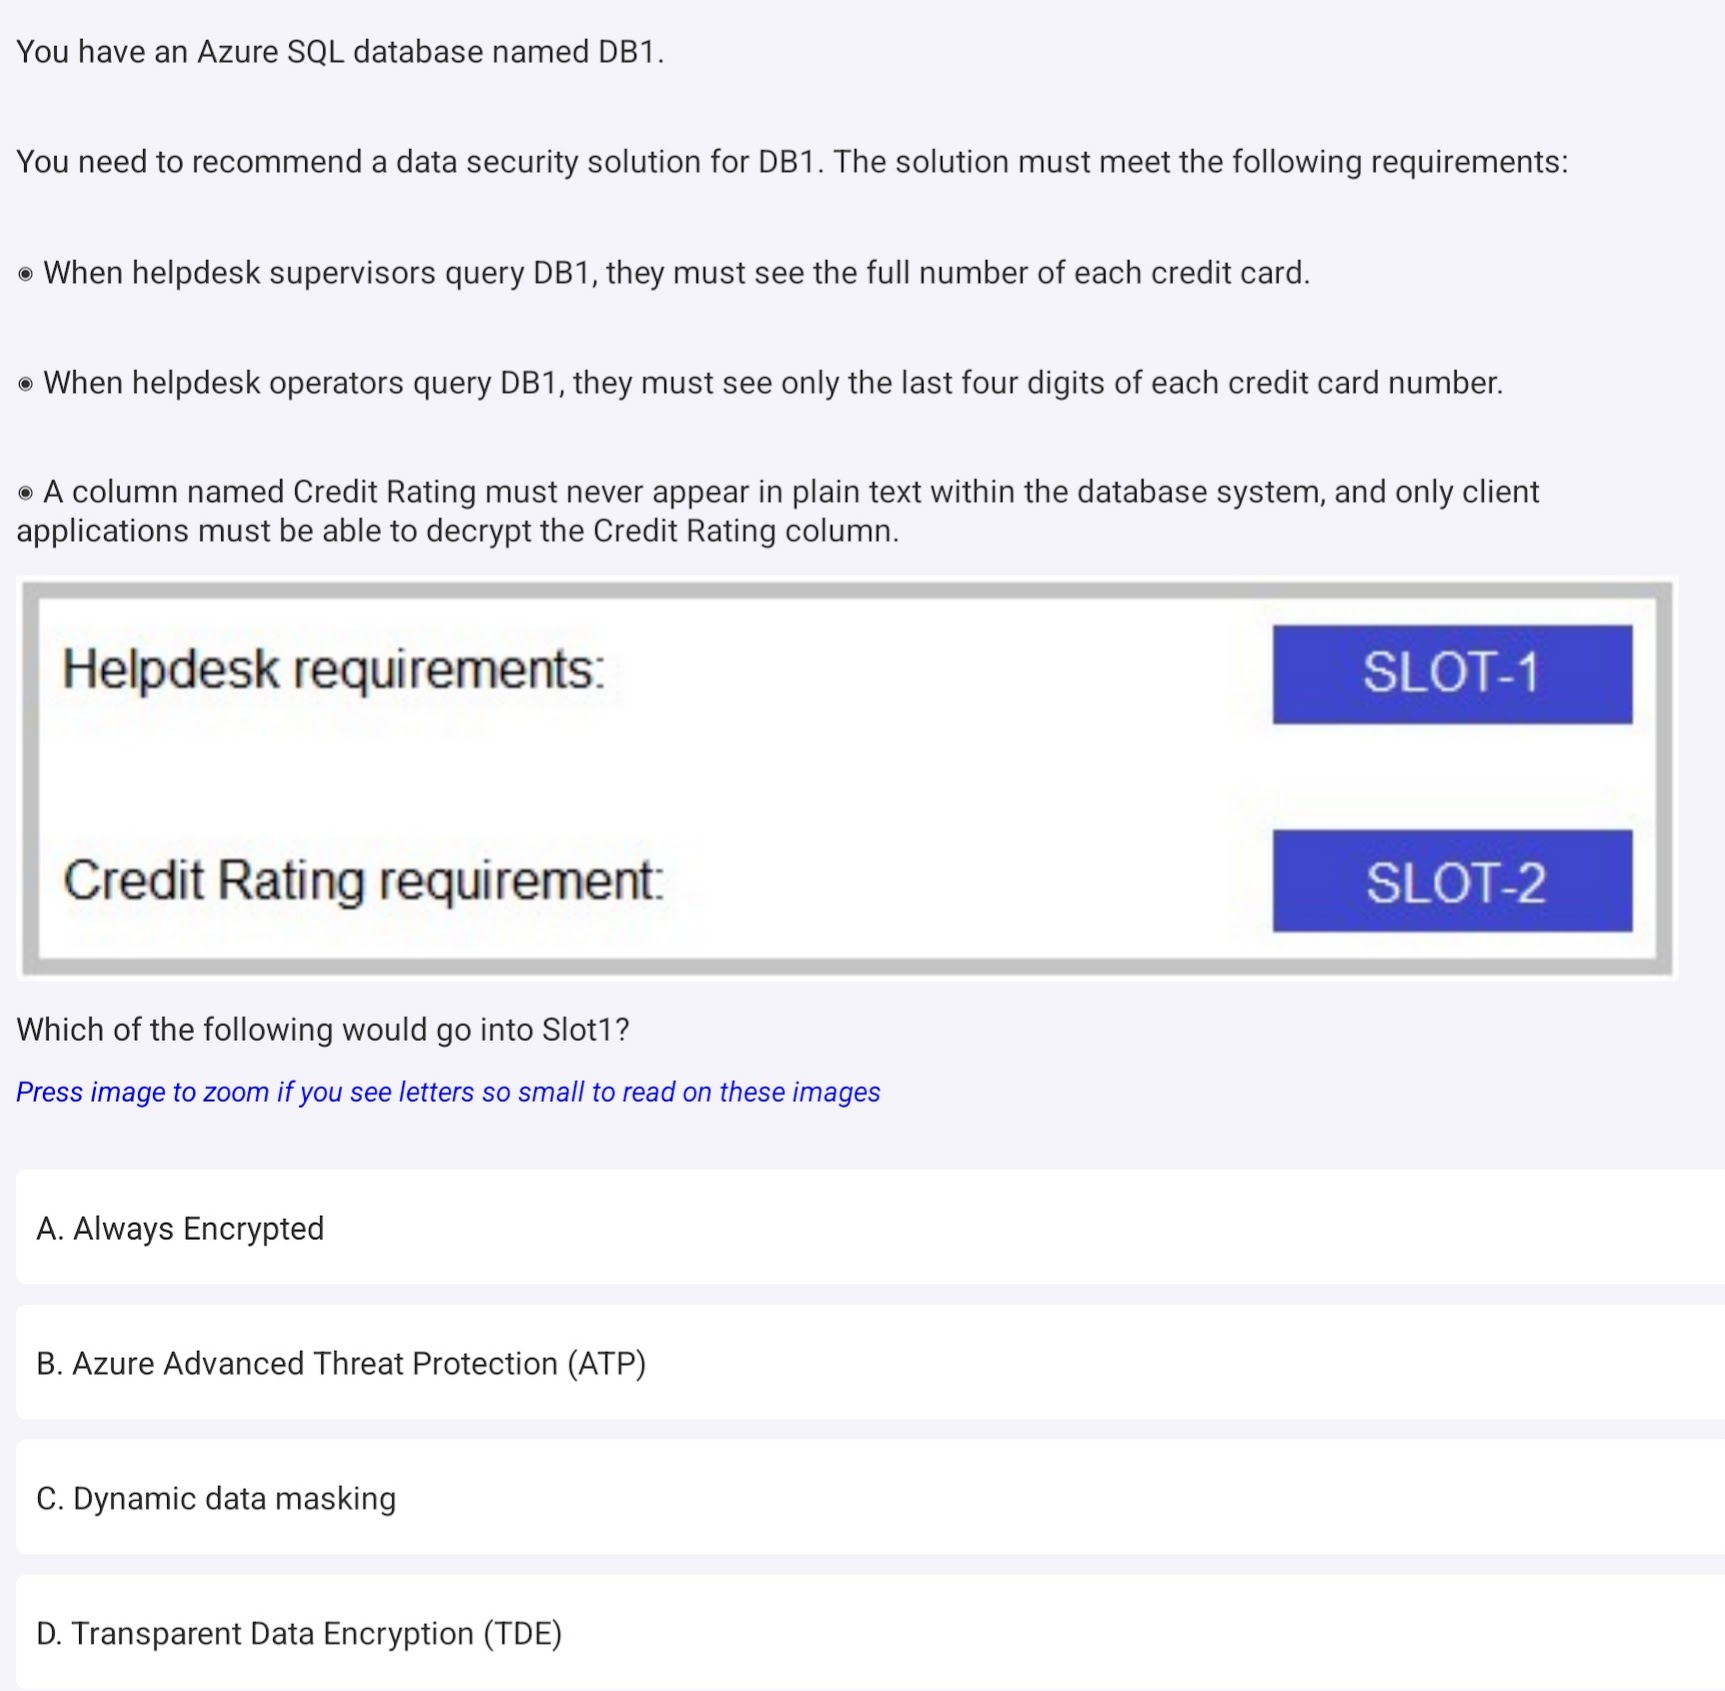 You have an Azure SQL database named DB1.
You need to recommend a data security solution for DB1. The solution must meet the following requirements:
◉ When helpdesk supervisors query DB1, they must see the full number of each credit card.
◉ When helpdesk operators query DB1, they must see only the last four digits of each credit card number.
◉ A column named Credit Rating must never appear in plain text within the database system, and only client
applications must be able to decrypt the Credit Rating column.
Helpdesk requirements: SLOT-1
Credit Rating requirement: SLOT-2
Which of the following would go into Slot1?
Press image to zoom if you see letters so small to read on these images
A. Always Encrypted
B. Azure Advanced Threat Protection (ATP)
C. Dynamic data masking
D. Transparent Data Encryption (TDE)